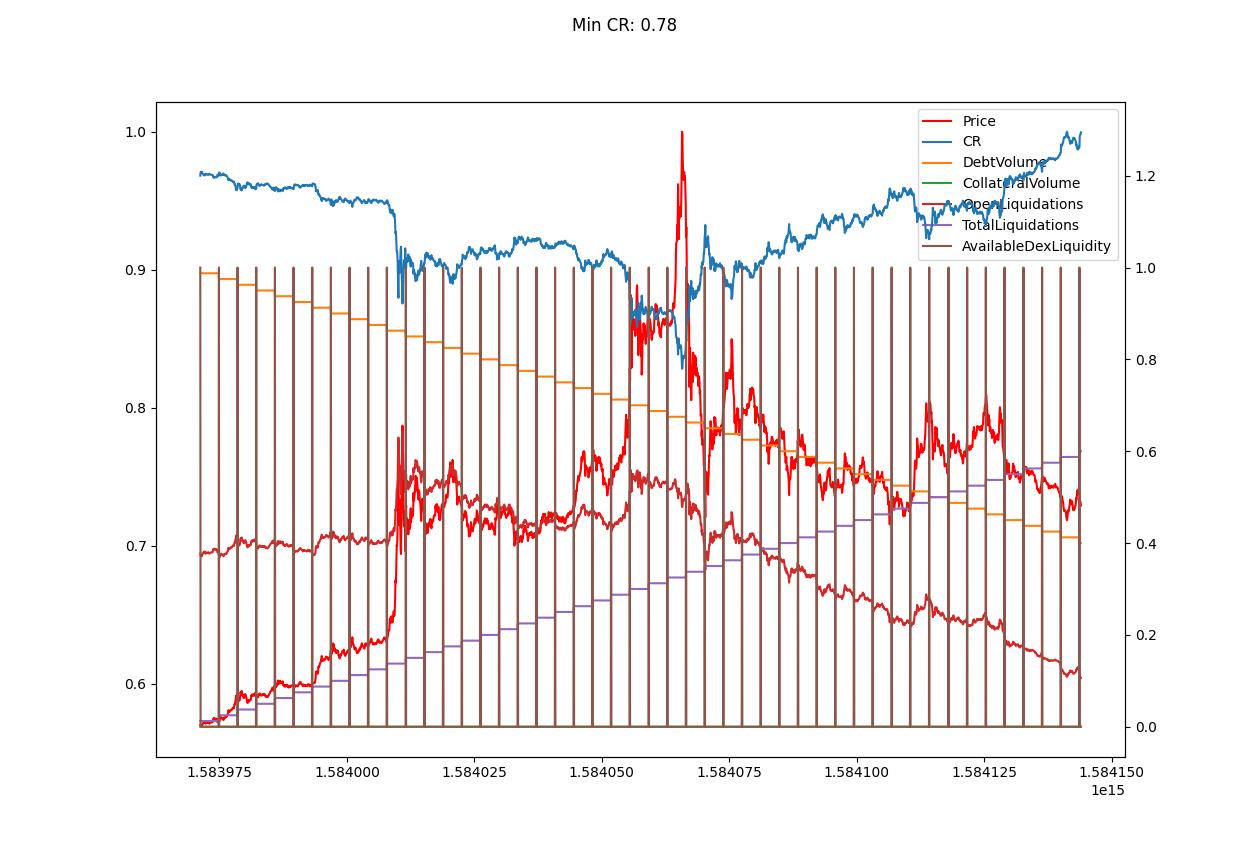 Min CR: 0.78
1.0
0.9
0.8
0.7
0.6
Price
CR
DebtVolume
CollateralVolume
OpenLiquidations
TotalLiquidations
AvailableDexLiquidity
1.2
1.0
0.8
0.6
0.4
0.2
0.0
1.583975 1.584000 1.584025 1.584050 1.584075 1.584100 1.584125 1.584150
1e15